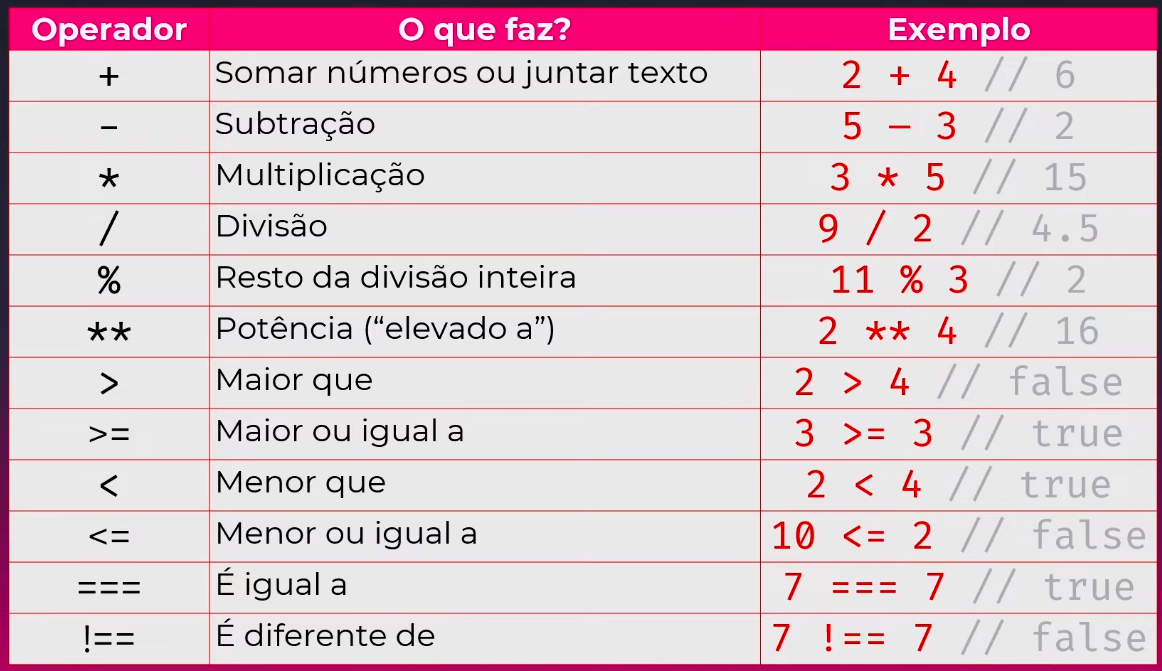 Operador O que faz? Exemplo
+ Somar números ou juntar texto 2 + 4 // 6
– Subtração 5 – 3 // 2
* Multiplicação 3 * 5 // 15
/ Divisão 9 / 2 // 4.5
% Resto da divisão inteira 11 % 3 // 2
** Potência (“elevado a”) 2 ** 4 // 16
> Maior que 2 > 4 // false
>= Maior ou igual a 3 >= 3 // true
< Menor que 2 < 4 // true
<= Menor ou igual a 10 <= 2 // false
=== É igual a 7 === 7 // true
!== É diferente de 7 !== 7 // false